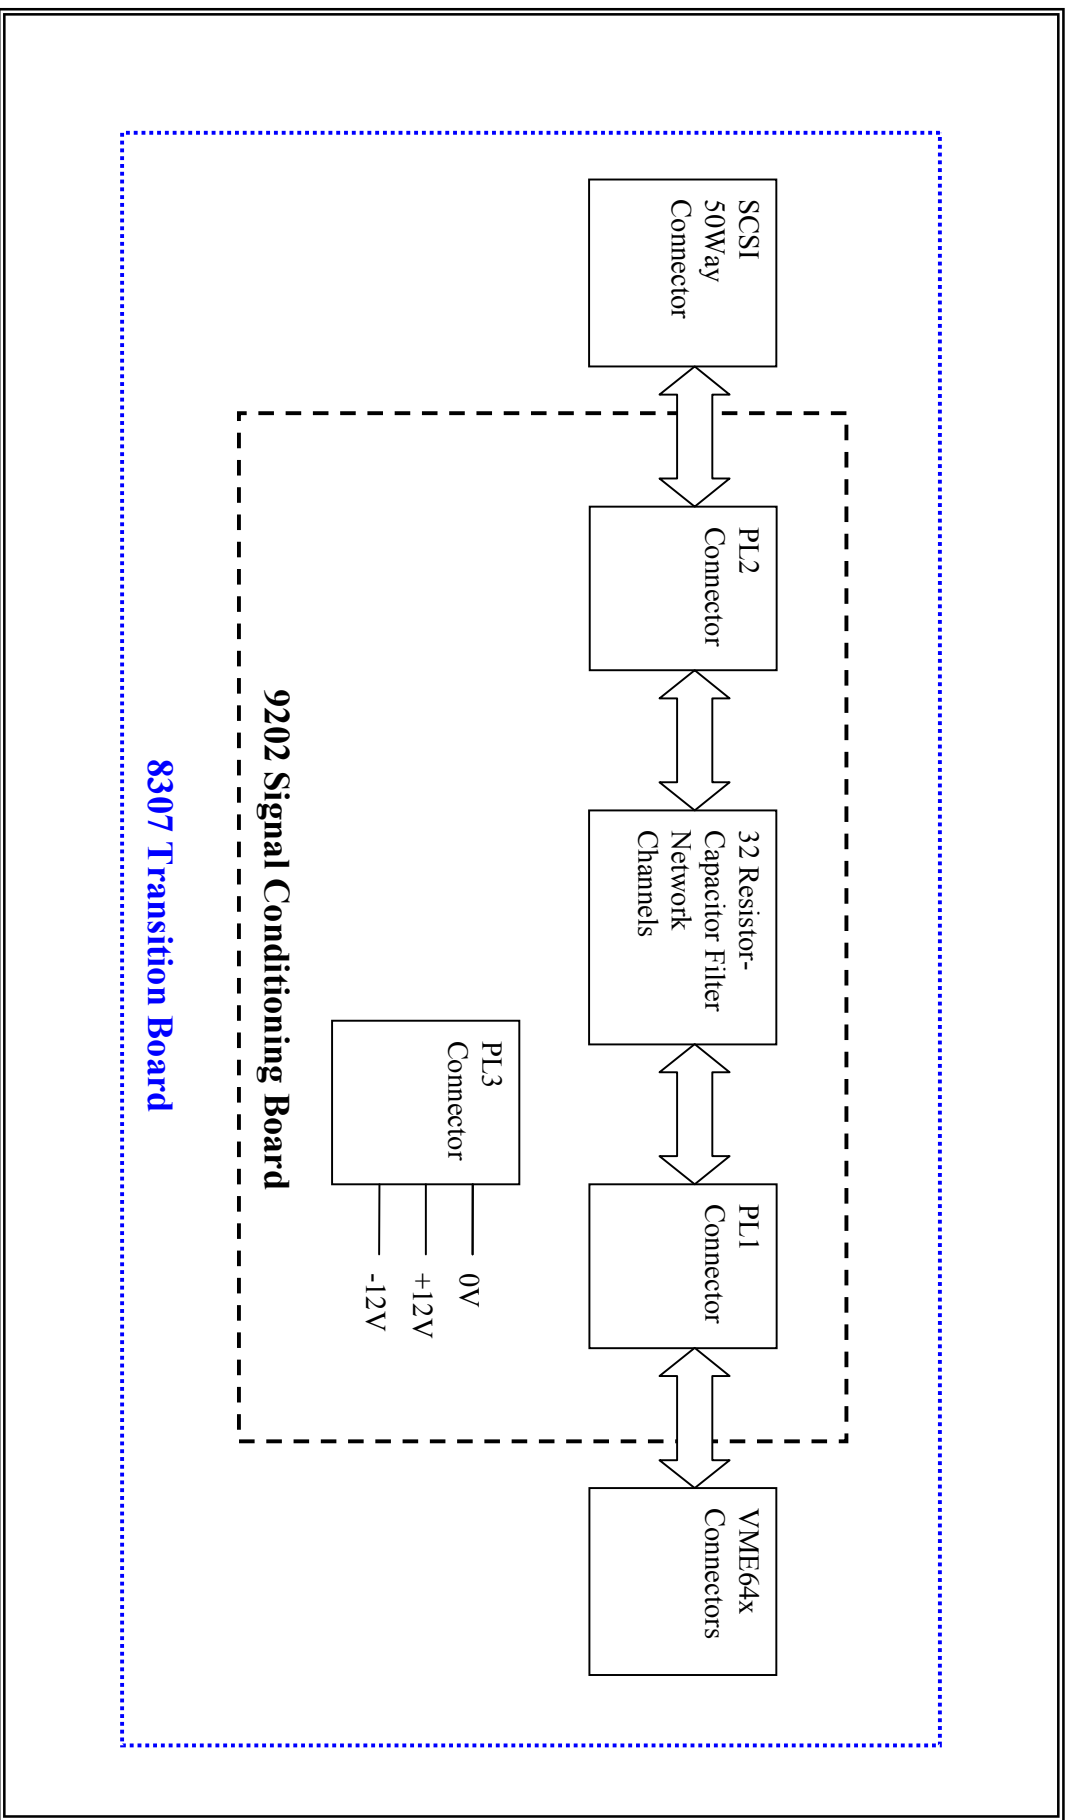 SCSI
50Way
Connector
PL2
Connector
32 Resistor-
Capacitor Filter
Network
Channels
PL1
Connector
VME64x
Connectors
PL3
Connector
0V
+12V
-12V
9202 Signal Conditioning Board
8307 Transition Board